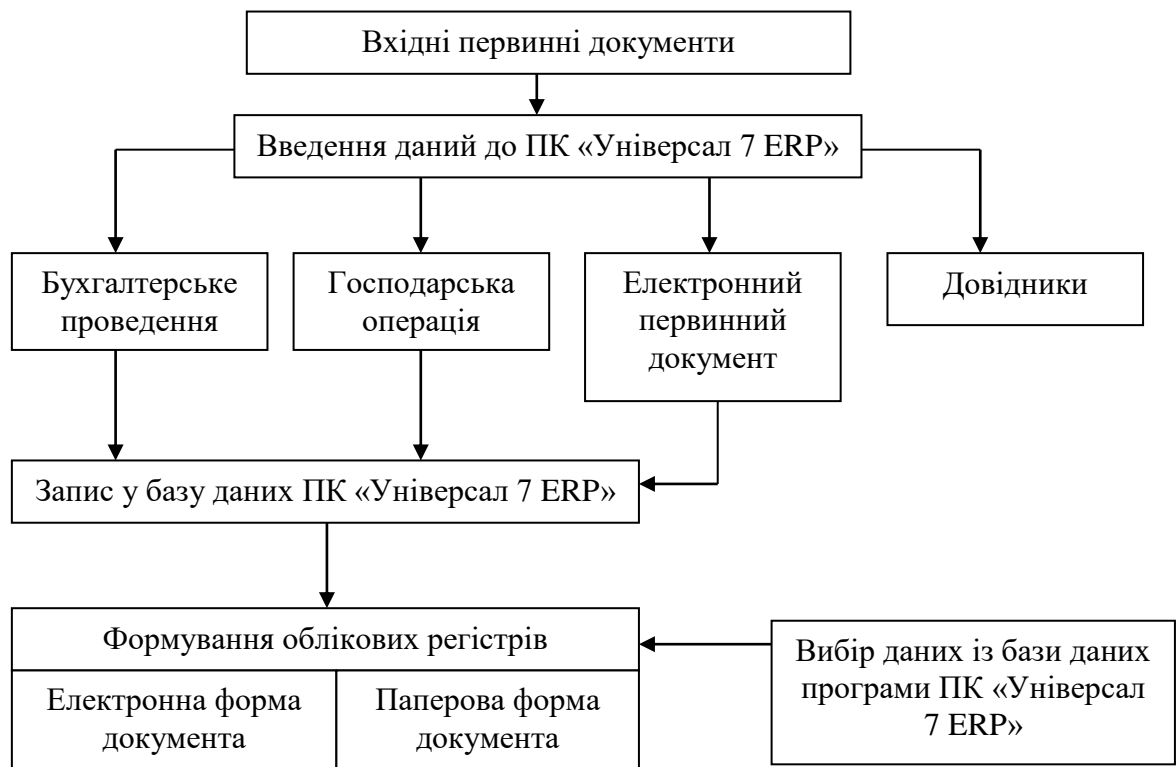 Вхідні первинні документи
Введення даний до ПК «Універсал 7 ERP»
Бухгалтерське
проведення
Господарська
операція
Електронний
первинний
документ
Довідники
Запис у базу даних ПК «Універсал 7 ERP»
Формування облікових регістрів
Електронна форма
документа
Паперова форма
документа
Вибір даних із бази даних
програми ПК «Універсал
7 ERP»